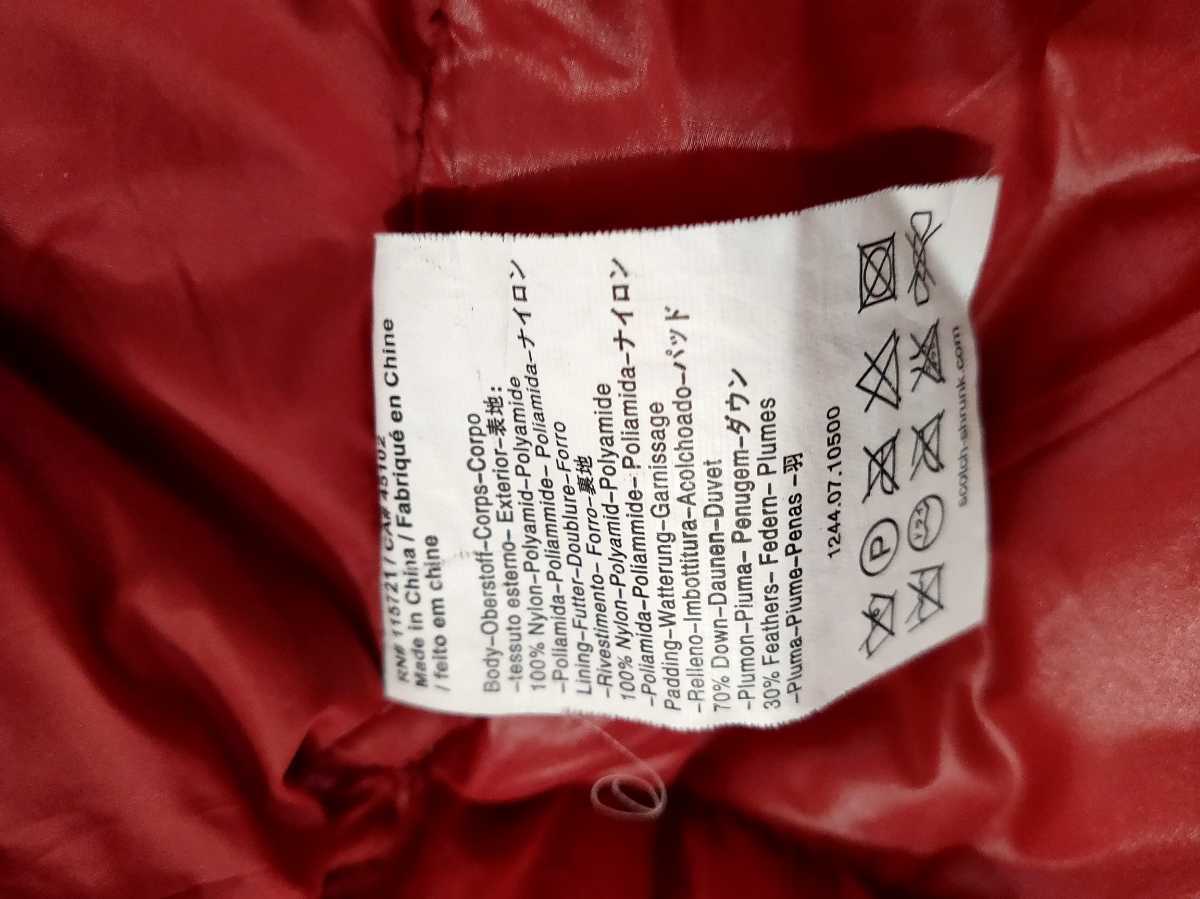 RN# 115721 / CA# 45102
Made in China / Fabriqué en Chine
/ feito em chine
Body-Oberstoff-Corps-Corpo
-tessuto esterno- Exterior-表地:
100% Nylon-Polyamid-Polyamide
-Poliamida-Poliammide- Poliamida-ナイロン
Lining-Futter-Doublure-Forro
-Rivestimento- Forro-裏地
100% Nylon-Polyamid-Polyamide
-Poliamida-Poliammide- Poliamida-ナイロン
Padding-Watterung-Garnissage
-Relleno-Imbottitura-Acolchoado-パッド
70% Down-Daunen-Duvet
-Plumon-Piuma- Penugem-ダウン
30% Feathers- Federn- Plumes
-Pluma-Piume-Penas -羽
1244.07.10500
P
ドライ
scotch-shrunk.com